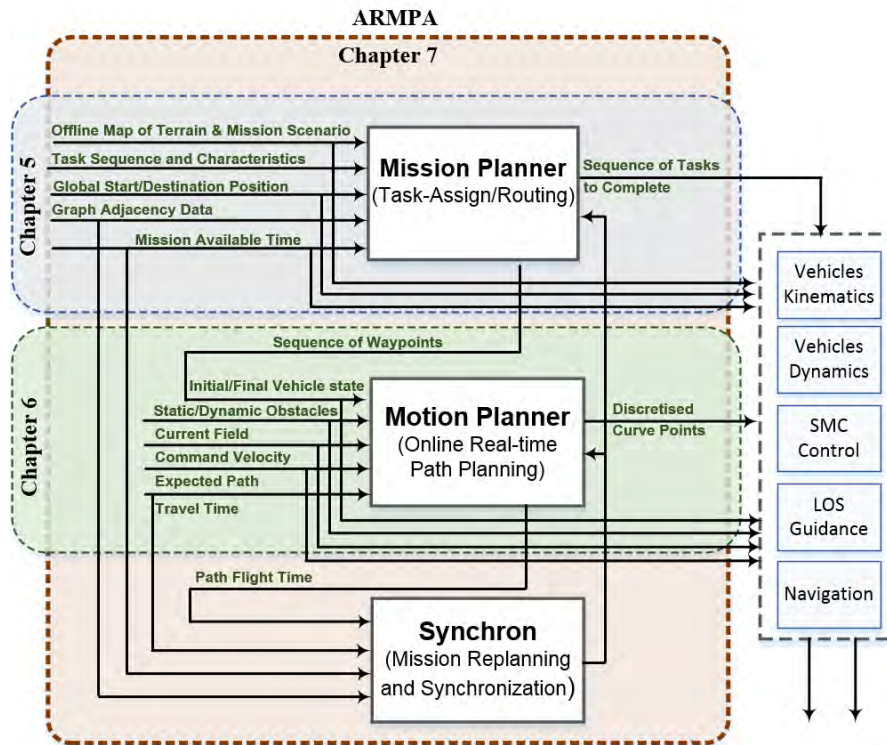 ARMPA
Chapter 7
Chapter 5
Offline Map of Terrain & Mission Scenario
Task Sequence and Characteristics
Global Start/Destination Position
Graph Adjacency Data
Mission Available Time
Mission Planner
(Task-Assign/Routing)
Sequence of Tasks
to Complete
Chapter 6
Sequence of Waypoints
Initial/Final Vehicle state
Static/Dynamic Obstacles
Current Field
Command Velocity
Expected Path
Travel Time
Motion Planner
(Online Real-time
Path Planning)
Discretised
Curve Points
Path Flight Time
Synchron
(Mission Replanning
and Synchronization)
Vehicles
Kinematics
Vehicles
Dynamics
SMC
Control
LOS
Guidance
Navigation